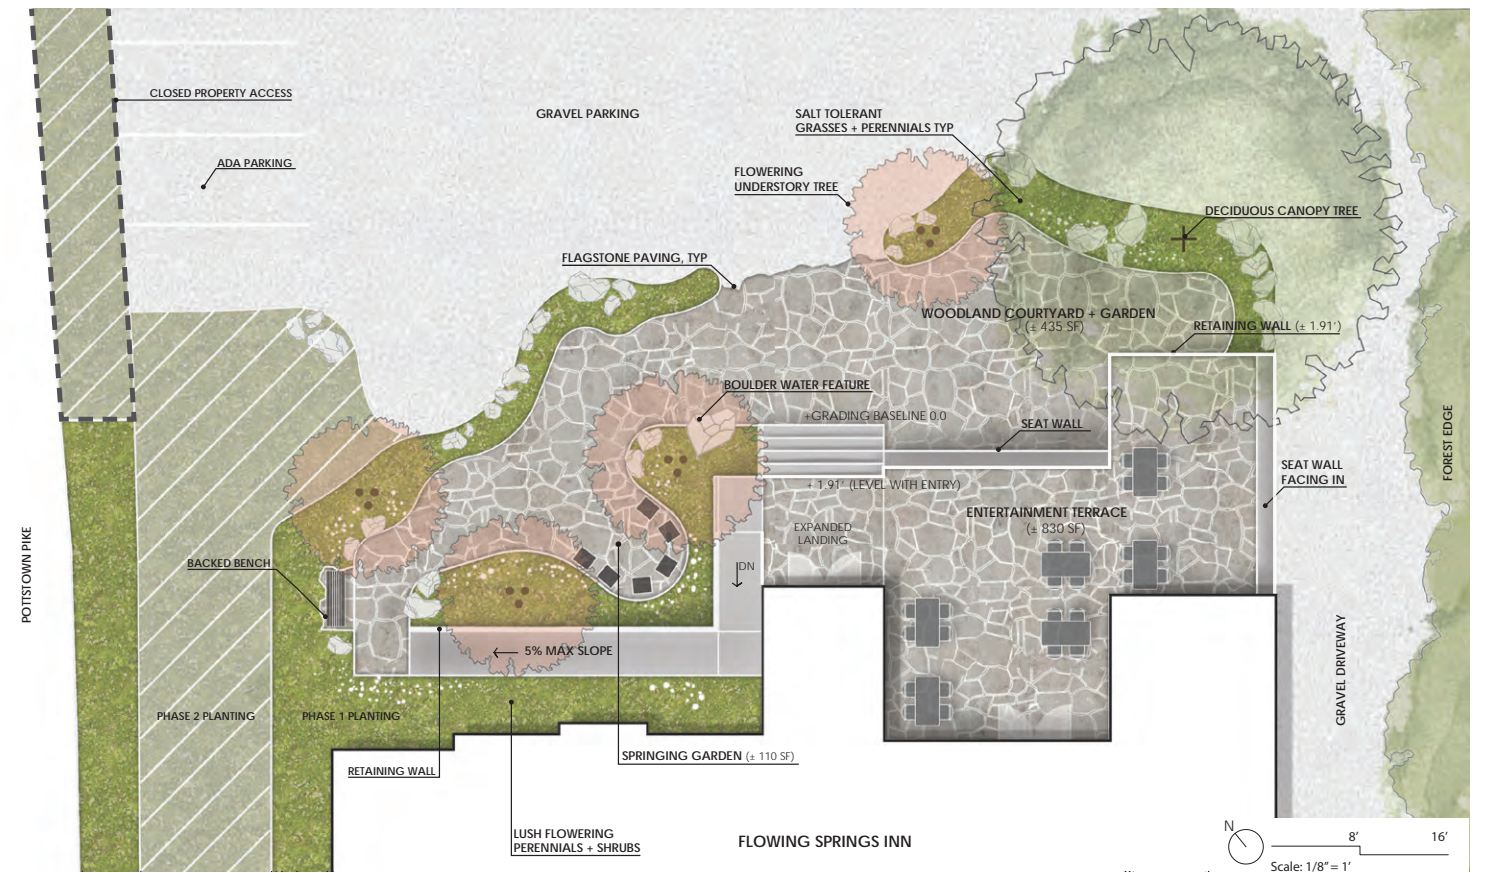 CLOSED PROPERTY ACCESS
GRAVEL PARKING
SALT TOLERANT
GRASSES + PERENNIALS TYP
ADA PARKING
FLOWERING
UNDERSTORY TREE
DECIDUOUS CANOPY TREE
FLAGSTONE PAVING, TYP
WOODLAND COURTYARD + GARDEN
(± 435 SF)
RETAINING WALL (± 1.91')
BOULDER WATER FEATURE
+GRADING BASELINE 0.0
SEAT WALL
FOREST EDGE
SEAT WALL
FACING IN
+ 1.91' (LEVEL WITH ENTRY)
ENTERTAINMENT TERRACE
(± 830 SF)
EXPANDED
LANDING
POTTSTOWN PIKE
BACKED BENCH
DN
5% MAX SLOPE
GRAVEL DRIVEWAY
PHASE 2 PLANTING
PHASE 1 PLANTING
SPRINGING GARDEN (± 110 SF)
RETAINING WALL
LUSH FLOWERING
PERENNIALS + SHRUBS
FLOWING SPRINGS INN
N
8'
16'
Scale: 1/8" = 1'